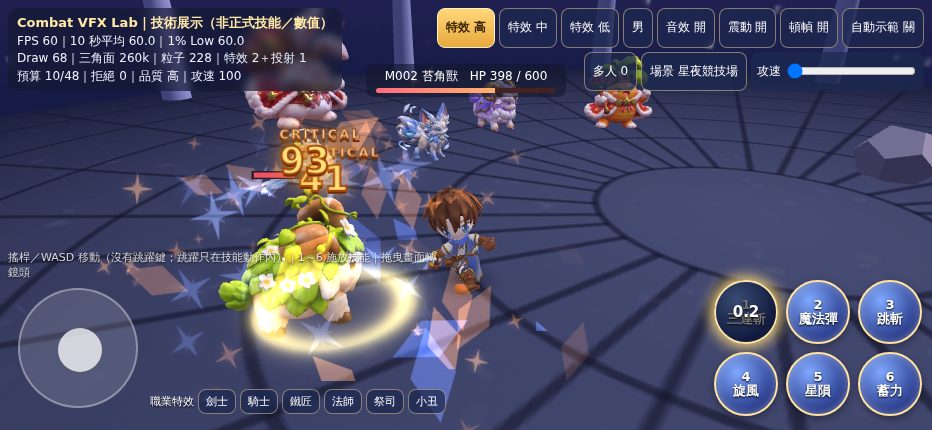 Combat VFX Lab｜技術展示（非正式技能／數值）
FPS 60｜10 秒平均 60.0｜1% Low 60.0
Draw 68｜三角面 260k｜粒子 228｜特效 2＋投射 1
預算 10/48｜拒絕 0｜品質 高｜攻速 100
特效 高
特效 中
特效 低
男
音效 開
震動 開
頓幀 開
自動示範 關
多人 0
場景 星夜競技場
攻速
M002 苔角獸 HP 398 / 600
CRITICAL
93
41
搖桿／WASD 移動（沒有跳躍鍵；跳躍只在技能動作內）｜1～6 施放技能｜拖曳畫面轉
鏡頭
0.2
2
魔法彈
3
跳斬
4
旋風
5
星隕
6
蓄力
職業特效
劍士
騎士
鐵匠
法師
祭司
小丑